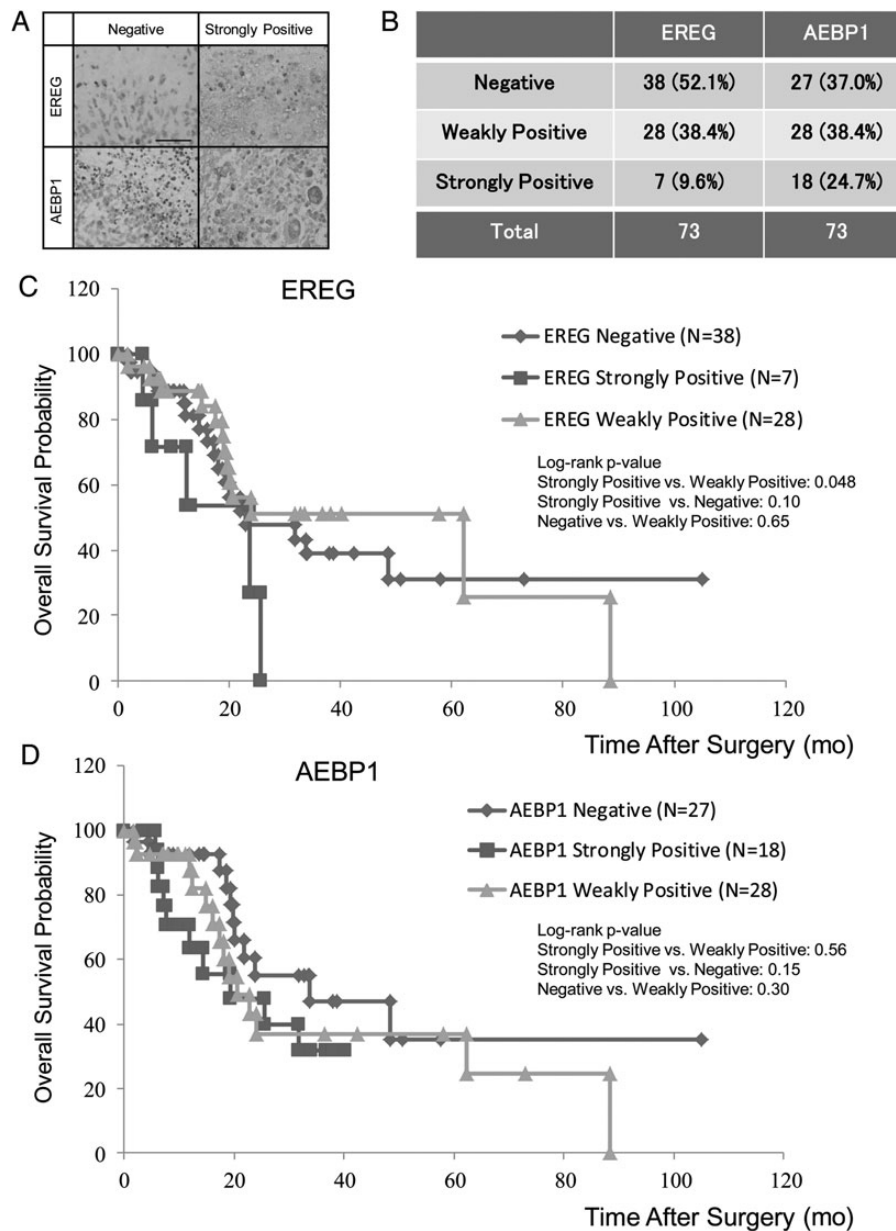 A
Negative
Strongly Positive
EREG
AEBP1
B
EREG AEBP1
Negative 38 (52.1%) 27 (37.0%)
Weakly Positive 28 (38.4%) 28 (38.4%)
Strongly Positive 7 (9.6%) 18 (24.7%)
Total 73 73
C
EREG
Overall Survival Probability
120
100
80
60
40
20
0
0 20 40 60 80 100 120
Time After Surgery (mo)
EREG Negative (N=38)
EREG Strongly Positive (N=7)
EREG Weakly Positive (N=28)
Log-rank p-value
Strongly Positive vs. Weakly Positive: 0.048
Strongly Positive vs. Negative: 0.10
Negative vs. Weakly Positive: 0.65
D
AEBP1
Overall Survival Probability
120
100
80
60
40
20
0
0 20 40 60 80 100 120
Time After Surgery (mo)
AEBP1 Negative (N=27)
AEBP1 Strongly Positive (N=18)
AEBP1 Weakly Positive (N=28)
Log-rank p-value
Strongly Positive vs. Weakly Positive: 0.56
Strongly Positive vs. Negative: 0.15
Negative vs. Weakly Positive: 0.30